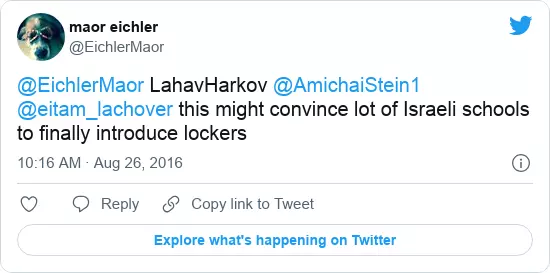 maor eichler
@EichlerMaor
@EichlerMaor LahavHarkov @AmichaiStein1
@eitam_lachover this might convince lot of Israeli schools
to finally introduce lockers
10:16 AM · Aug 26, 2016
Reply
Copy link to Tweet
Explore what's happening on Twitter